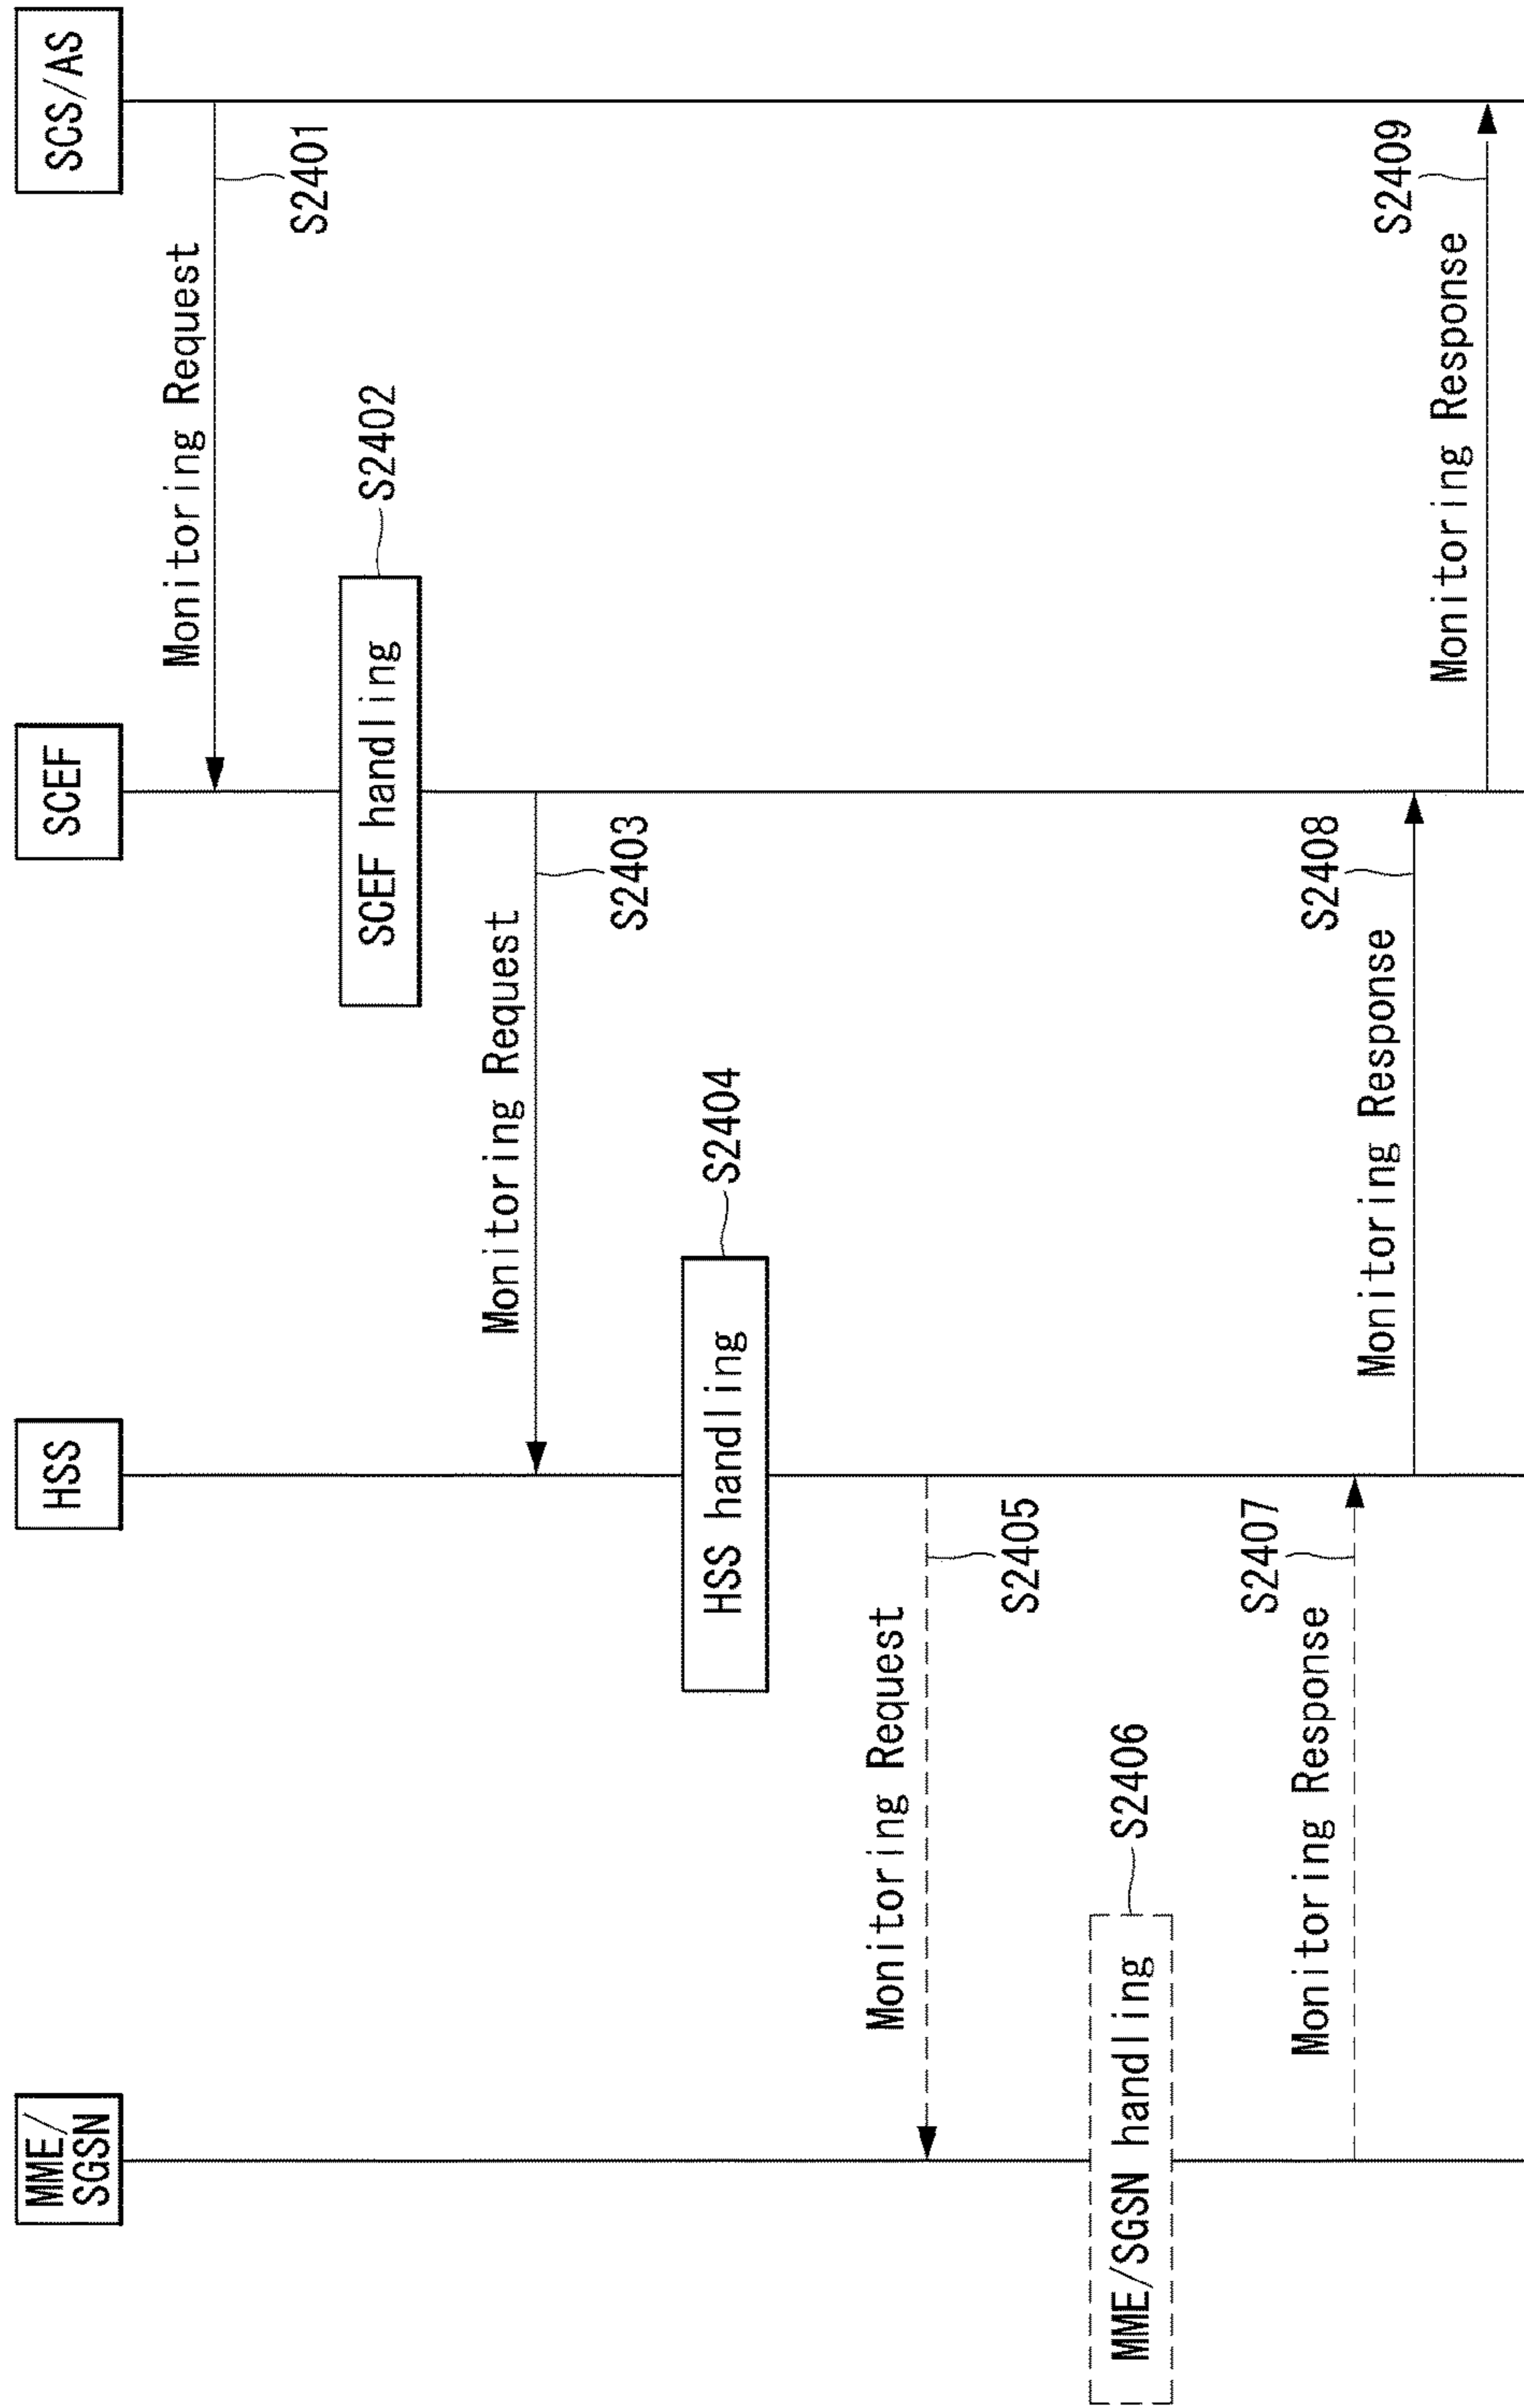 MME/
SGSN
HSS
SCEF
SCS/AS
Monitoring Request
S2401
SCEF handling
S2402
Monitoring Request
S2403
HSS handling
S2404
Monitoring Request
S2405
MME/SGSN handling
S2406
Monitoring Response
S2407
Monitoring Response
S2408
Monitoring Response
S2409